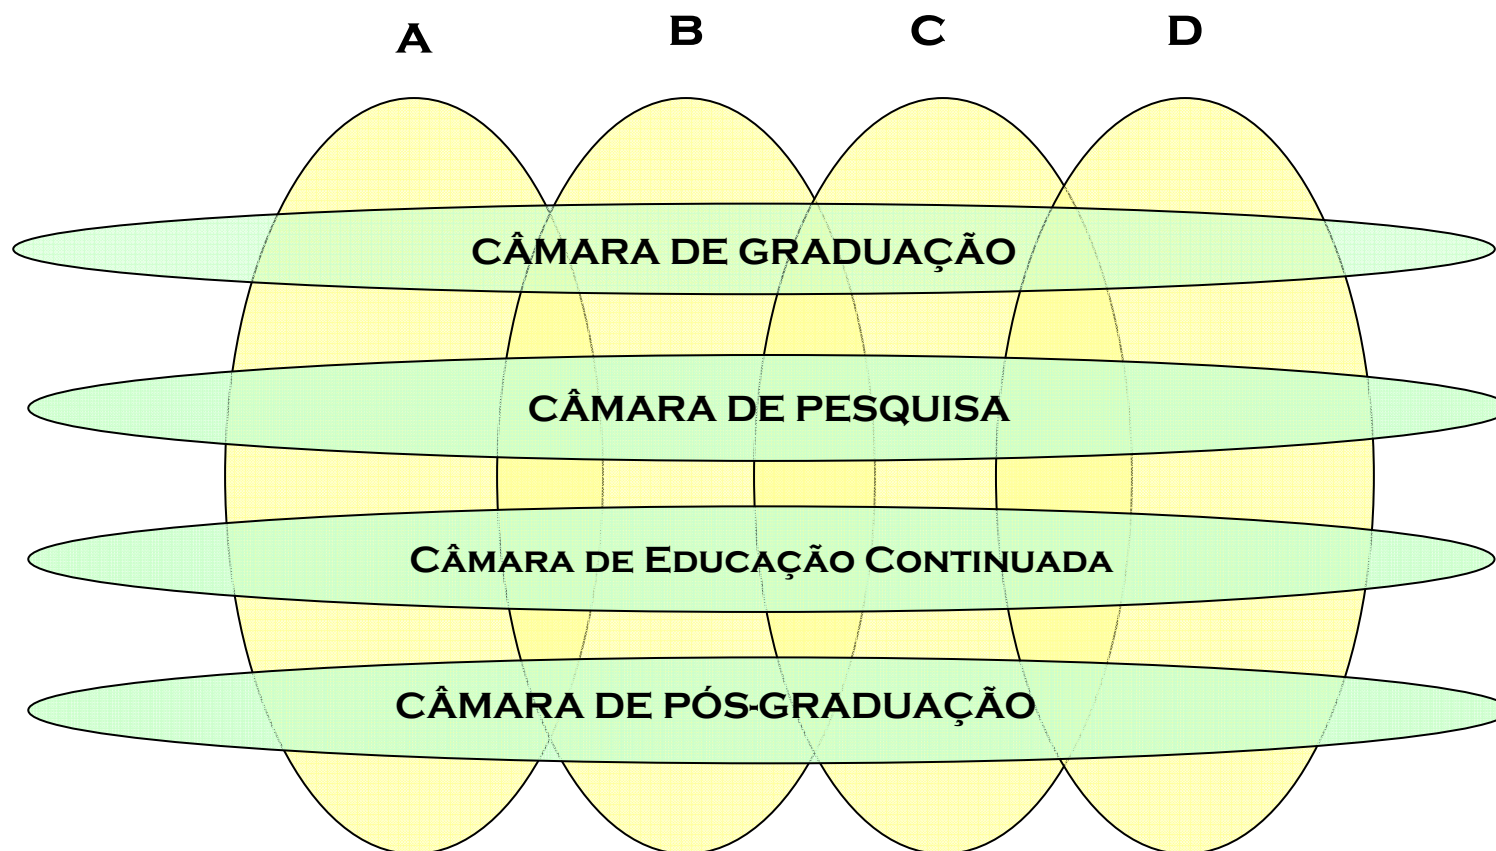 A B C D
CÂMARA DE GRADUAÇÃO
CÂMARA DE PESQUISA
Câmara de Educação Continuada
CÂMARA DE PÓS-GRADUAÇÃO